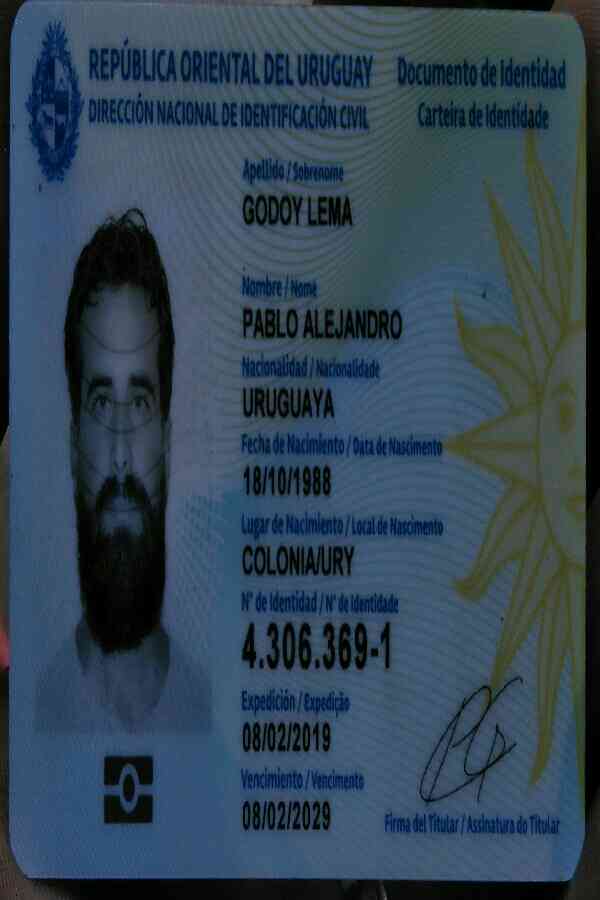 REPÚBLICA ORIENTAL DEL URUGUAY
DIRECCIÓN NACIONAL DE IDENTIFICACIÓN CIVIL
Documento de Identidad
Carteira de Identidade
Apellido / Sobrenome
GODOY LEMA
Nombre / Nome
PABLO ALEJANDRO
Nacionalidad / Nacionalidade
URUGUAYA
Fecha de Nacimiento / Data de Nascimento
18/10/1988
Lugar de Nacimiento / Local de Nascimento
COLONIA/URY
N° de Identidad / N° de Identidade
4.306.369-1
Expedición / Expedição
08/02/2019
Vencimiento / Vencimento
08/02/2029
Firma del Titular / Assinatura do Titular